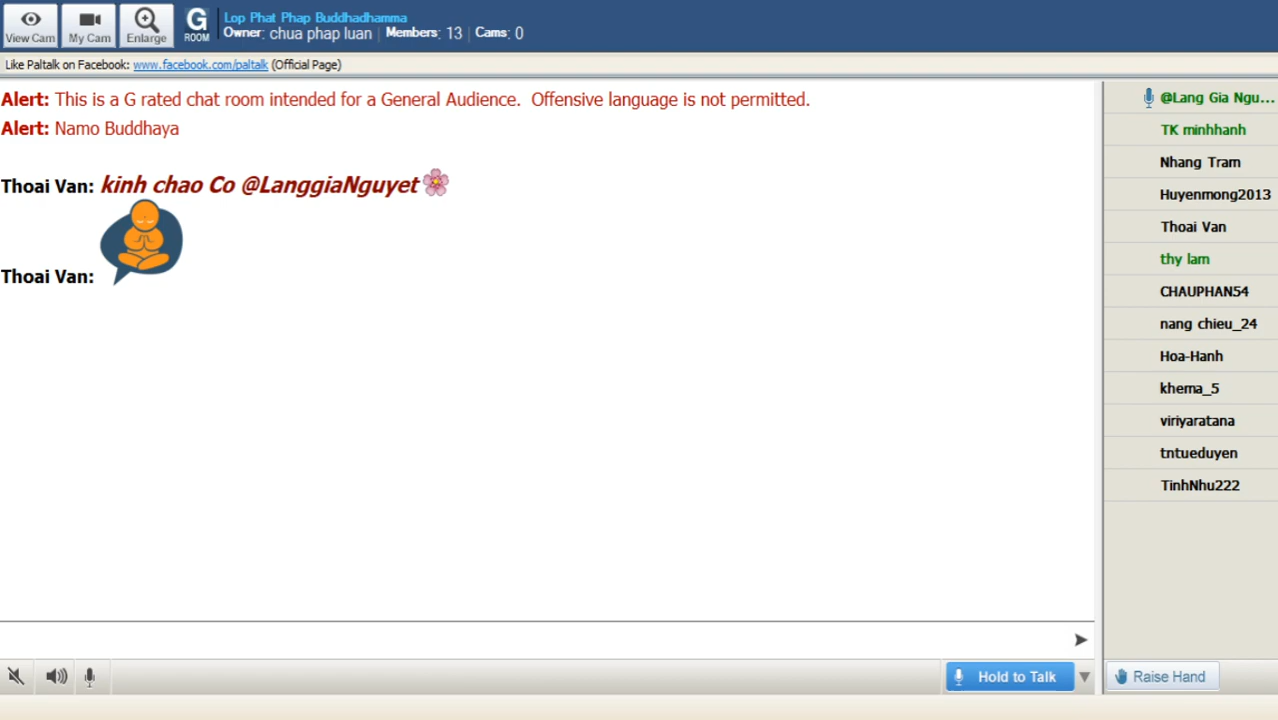 View Cam
My Cam
Enlarge
G
ROOM
Lop Phat Phap Buddhadhamma
Owner: chua phap luan | Members: 13 | Cams: 0
Like Paltalk on Facebook: www.facebook.com/paltalk (Official Page)
Alert: This is a G rated chat room intended for a General Audience. Offensive language is not permitted.
Alert: Namo Buddhaya
Thoai Van: kinh chao Co @LanggiaNguyet
Thoai Van:
@Lang Gia Ngu...
TK minhhanh
Nhang Tram
Huyenmong2013
Thoai Van
thy lam
CHAUPHAN54
nang chieu_24
Hoa-Hanh
khema_5
viriyaratana
tntueduyen
TinhNhu222
Hold to Talk
Raise Hand